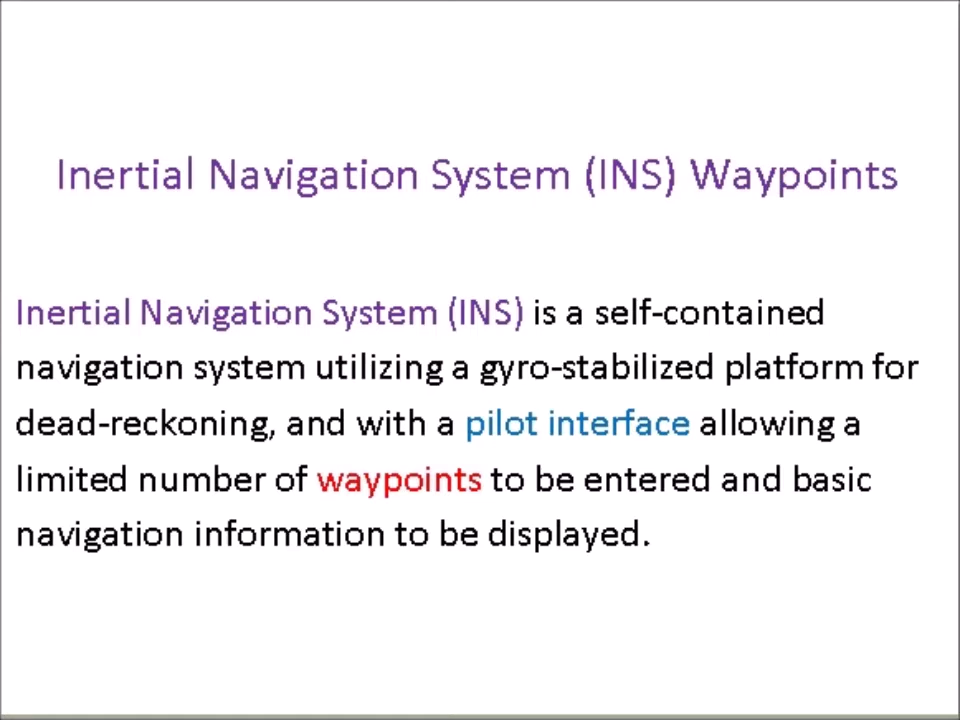 Inertial Navigation System (INS) Waypoints
Inertial Navigation System (INS) is a self-contained
navigation system utilizing a gyro-stabilized platform for
dead-reckoning, and with a pilot interface allowing a
limited number of waypoints to be entered and basic
navigation information to be displayed.